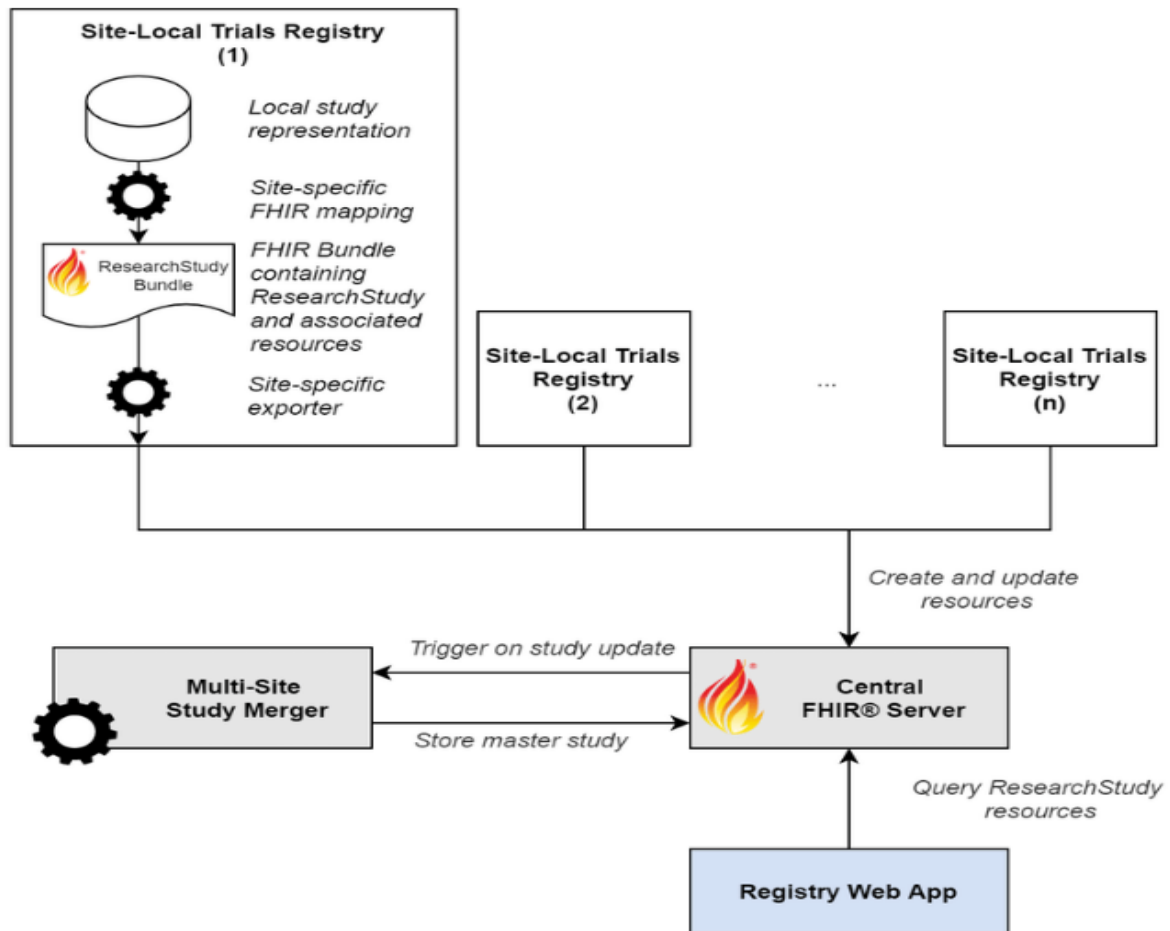 Site-Local Trials Registry
(1)
Local study
representation
Site-specific
FHIR mapping
ResearchStudy
Bundle
FHIR Bundle
containing
ResearchStudy
and associated
resources
Site-specific
exporter
Site-Local Trials
Registry
(2)
...
Site-Local Trials
Registry
(n)
Create and update
resources
Trigger on study update
Multi-Site
Study Merger
Store master study
®
Central
FHIR® Server
Query ResearchStudy
resources
Registry Web App